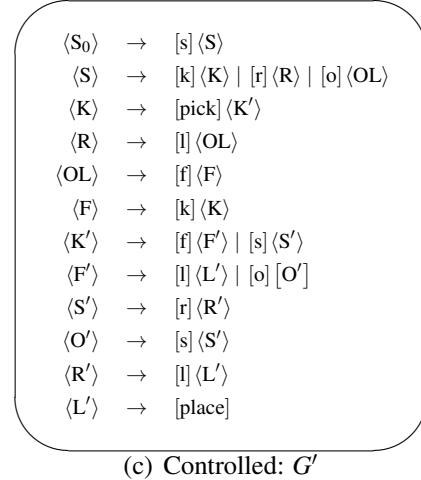 ⟨S₀⟩ → [s]⟨S⟩
⟨S⟩ → [k]⟨K⟩ | [r]⟨R⟩ | [o]⟨OL⟩
⟨K⟩ → [pick]⟨K′⟩
⟨R⟩ → [l]⟨OL⟩
⟨OL⟩ → [f]⟨F⟩
⟨F⟩ → [k]⟨K⟩
⟨K′⟩ → [f]⟨F′⟩ | [s]⟨S′⟩
⟨F′⟩ → [l]⟨L′⟩ | [o][O′]
⟨S′⟩ → [r]⟨R′⟩
⟨O′⟩ → [s]⟨S′⟩
⟨R′⟩ → [l]⟨L′⟩
⟨L′⟩ → [place]
(c) Controlled: G′